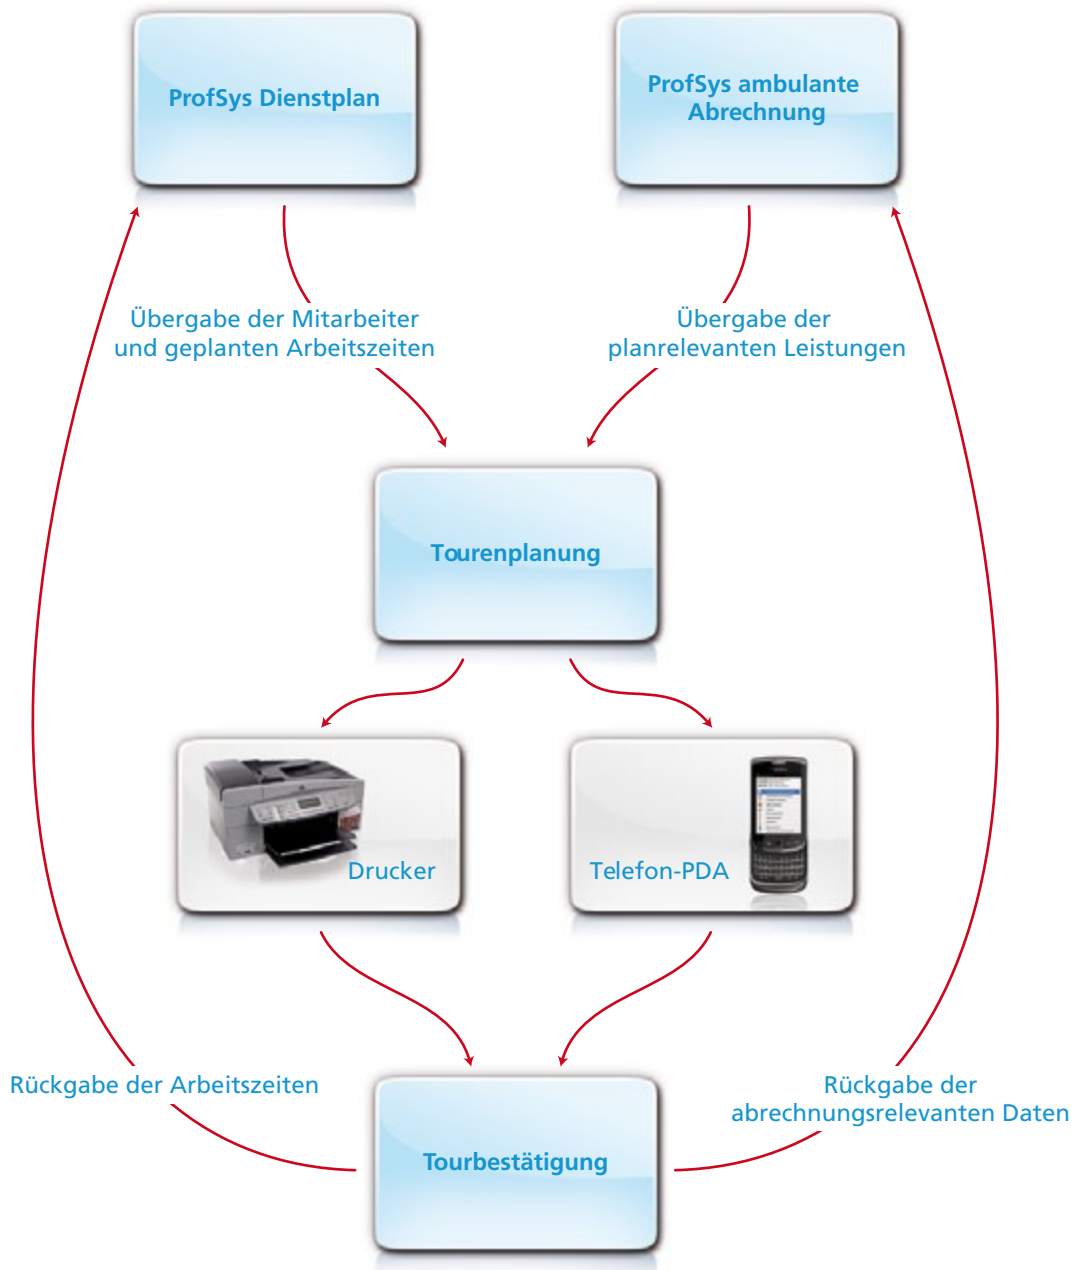 ProfSys Dienstplan
ProfSys ambulante
Abrechnung
Übergabe der Mitarbeiter
und geplanten Arbeitszeiten
Übergabe der
planrelevanten Leistungen
Tourenplanung
Drucker
Telefon-PDA
Rückgabe der Arbeitszeiten
Rückgabe der
abrechnungsrelevanten Daten
Tourbestätigung